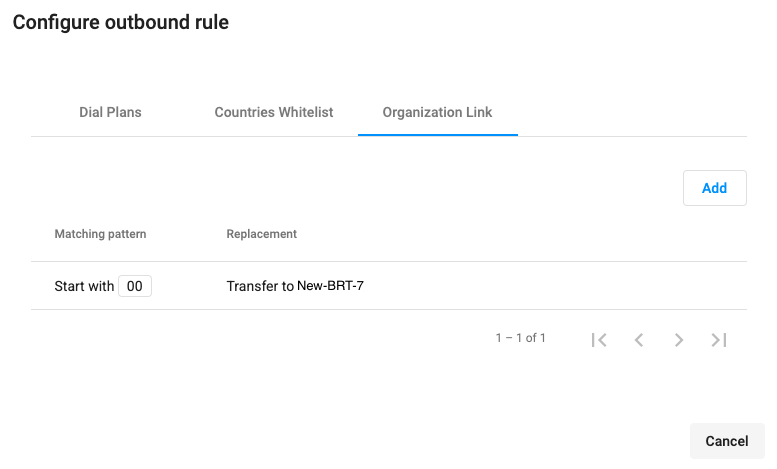 Configure outbound rule
Dial Plans Countries Whitelist Organization Link
Add
Matching pattern Replacement
Start with 00 Transfer to New-BRT-7
1 – 1 of 1
Cancel